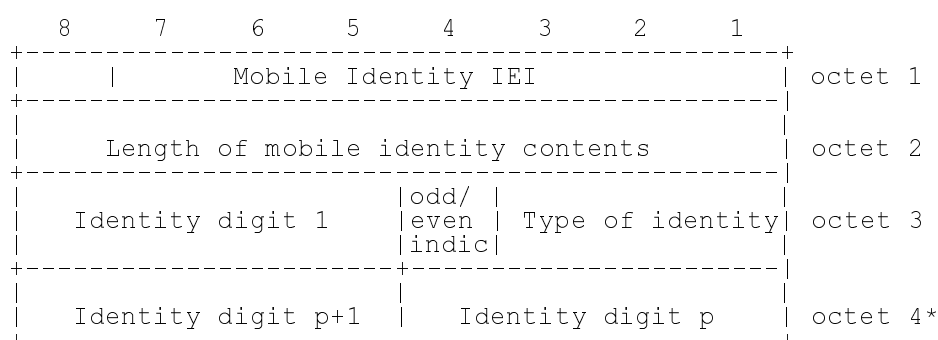 8 7 6 5 4 3 2 1
Mobile Identity IEI octet 1
Length of mobile identity contents octet 2
odd/
Identity digit 1 even Type of identity octet 3
indic
Identity digit p+1 Identity digit p octet 4*